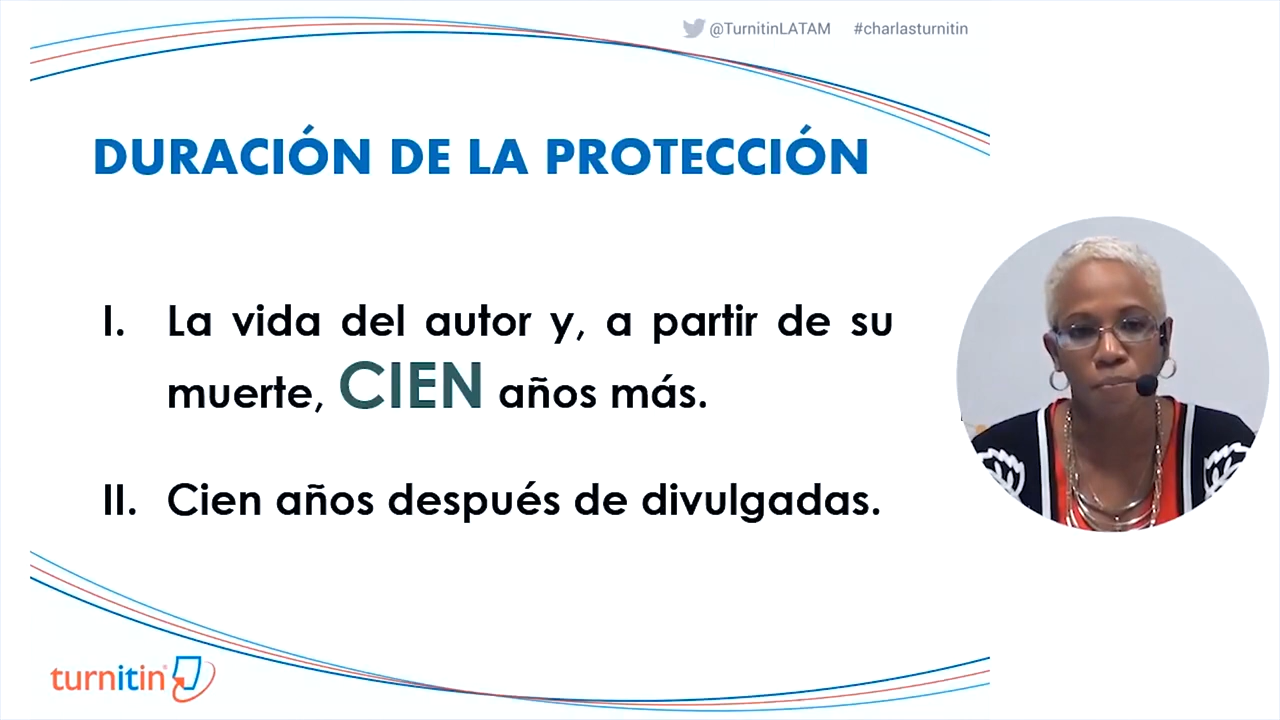 @TurnitinLATAM #charlasturnitin
DURACIÓN DE LA PROTECCIÓN
I. La vida del autor y, a partir de su
muerte, CIEN años más.
II. Cien años después de divulgadas.
turnitin